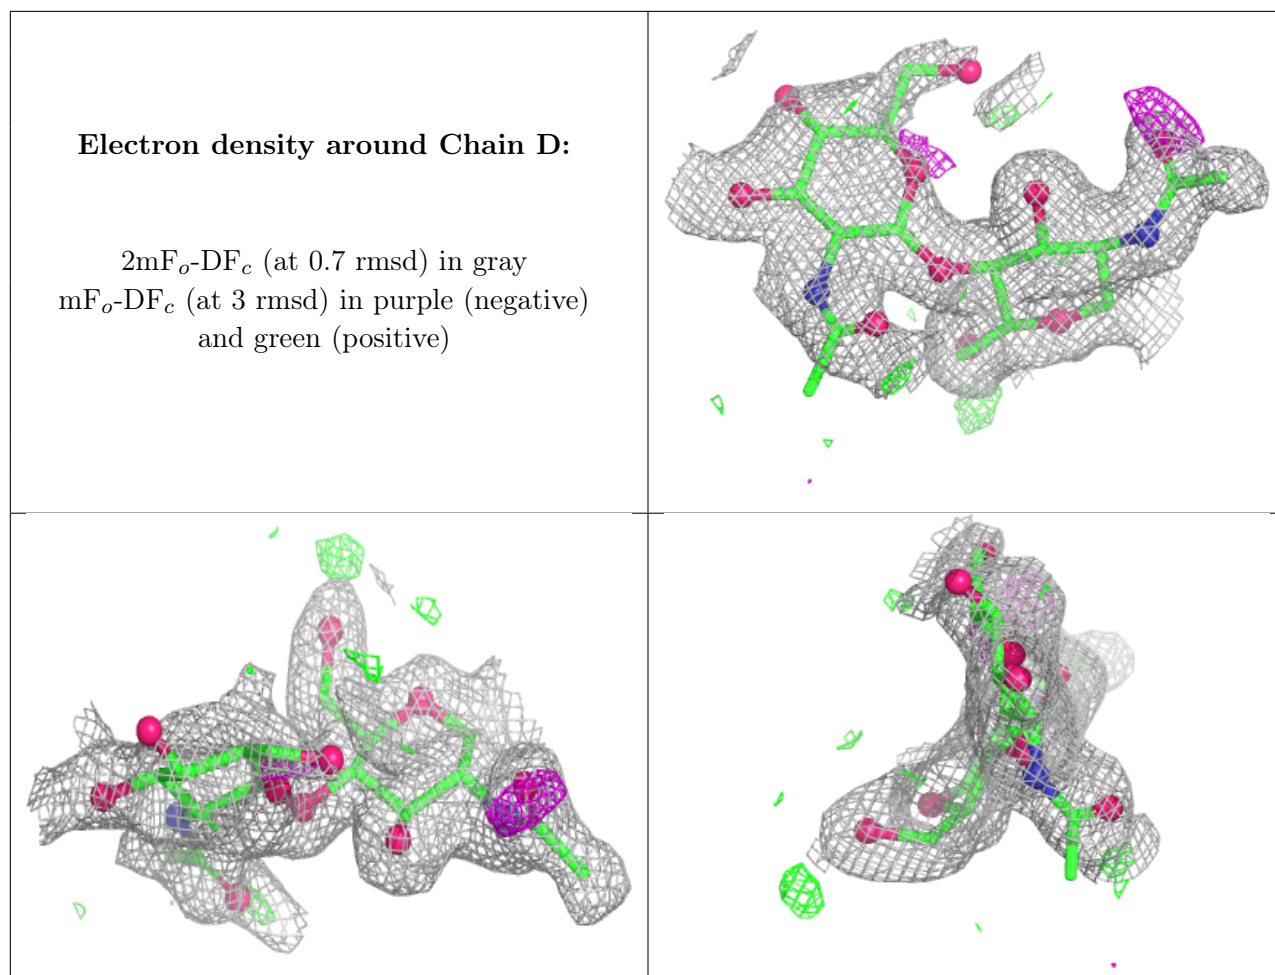 Electron density around Chain D:
2mFo-DFc (at 0.7 rmsd) in gray
mFo-DFc (at 3 rmsd) in purple (negative)
and green (positive)